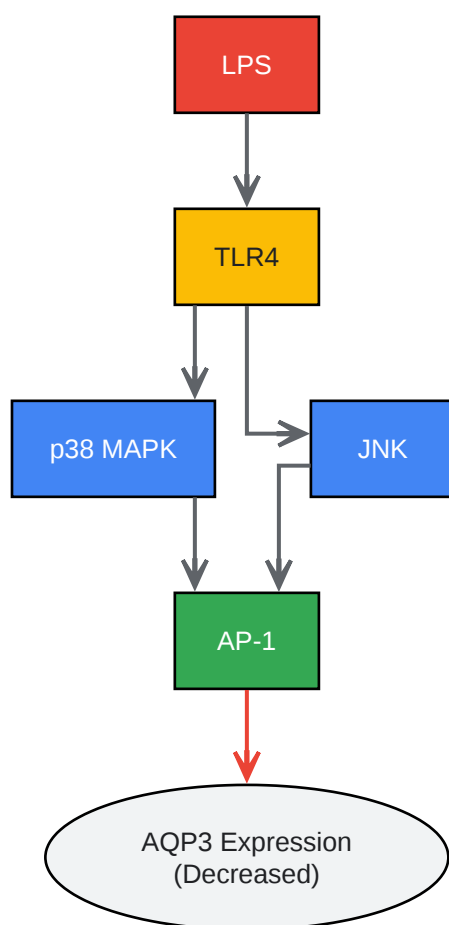 LPS
TLR4
p38 MAPK
JNK
AP-1
AQP3 Expression
(Decreased)